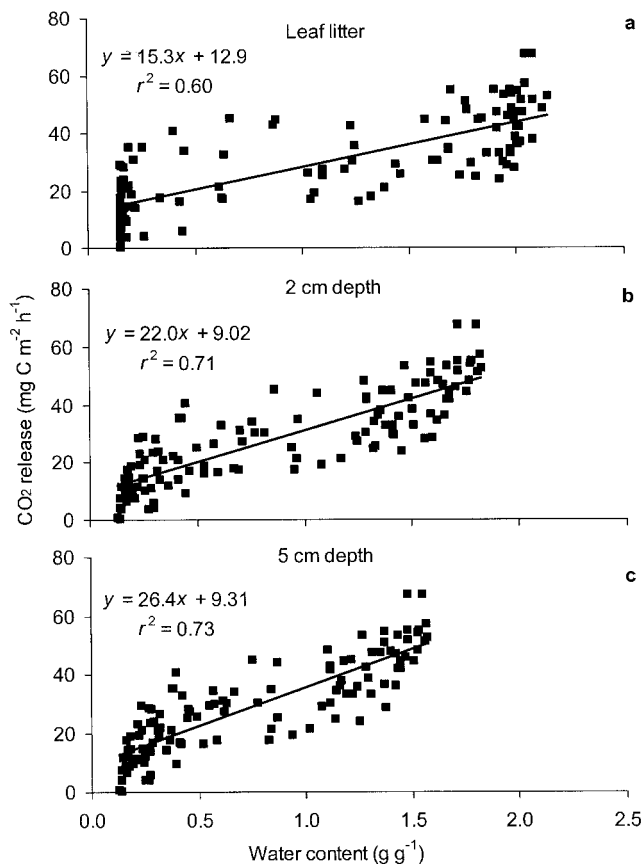 Leaf litter
a
y = 15.3x + 12.9
r² = 0.60
80
60
40
20
0
2 cm depth
b
y = 22.0x + 9.02
r² = 0.71
80
60
40
20
0
CO₂ release (mg C m⁻² h⁻¹)
5 cm depth
c
y = 26.4x + 9.31
r² = 0.73
80
60
40
20
0
0.0 0.5 1.0 1.5 2.0 2.5
Water content (g g⁻¹)